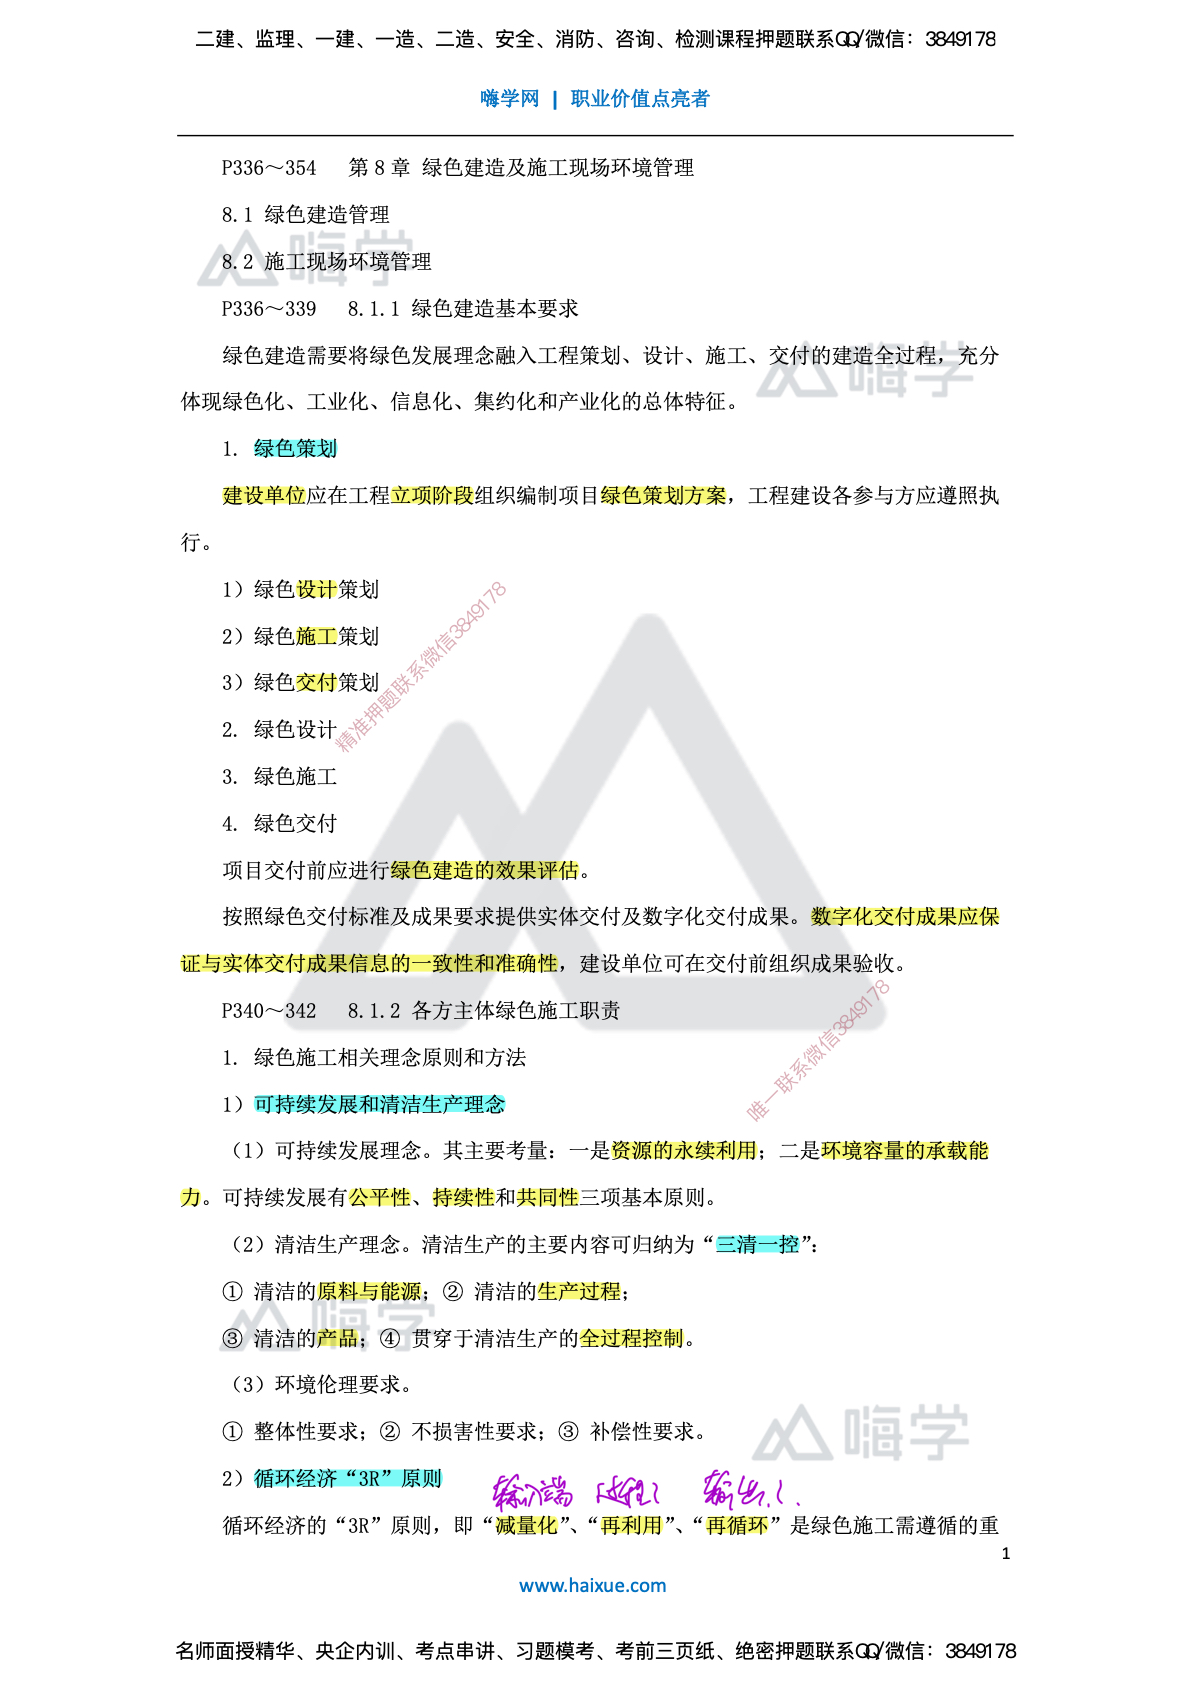 二建、监理、一建、一造、二造、安全、消防、咨询、检测课程押题联系QQ/微信：3849178
嗨学网 | 职业价值点亮者
P336～354 第 8 章 绿色建造及施工现场环境管理
8.1 绿色建造管理
嗨学
8.2 施工现场环境管理
P336～339 8.1.1 绿色建造基本要求
绿色建造需要将绿色发展理念融入工程策划、设计、施工、交付的建造全过程，充分
嗨学
体现绿色化、工业化、信息化、集约化和产业化的总体特征。
1. 绿色策划
建设单位应在工程立项阶段组织编制项目绿色策划方案，工程建设各参与方应遵照执
行。
1）绿色设计策划
2）绿色施工策划
3）绿色交付策划
精准押题联系微信3849178
2. 绿色设计
3. 绿色施工
4. 绿色交付
项目交付前应进行绿色建造的效果评估。
按照绿色交付标准及成果要求提供实体交付及数字化交付成果。数字化交付成果应保
证与实体交付成果信息的一致性和准确性，建设单位可在交付前组织成果验收。
P340～342 8.1.2 各方主体绿色施工职责
唯一联系微信3849178
1. 绿色施工相关理念原则和方法
1）可持续发展和清洁生产理念
（1）可持续发展理念。其主要考量：一是资源的永续利用；二是环境容量的承载能
力。可持续发展有公平性、持续性和共同性三项基本原则。
（2）清洁生产理念。清洁生产的主要内容可归纳为“三清一控”：
① 清洁的原料与能源；② 清洁的生产过程；
嗨学
③ 清洁的产品；④ 贯穿于清洁生产的全过程控制。
（3）环境伦理要求。
① 整体性要求；② 不损害性要求；③ 补偿性要求。
嗨学
2）循环经济“3R”原则
输入端 过程 输出
循环经济的“3R”原则，即“减量化”、“再利用”、“再循环”是绿色施工需遵循的重
1
www.haixue.com
名师面授精华、央企内训、考点串讲、习题模考、考前三页纸、绝密押题联系QQ/微信：3849178